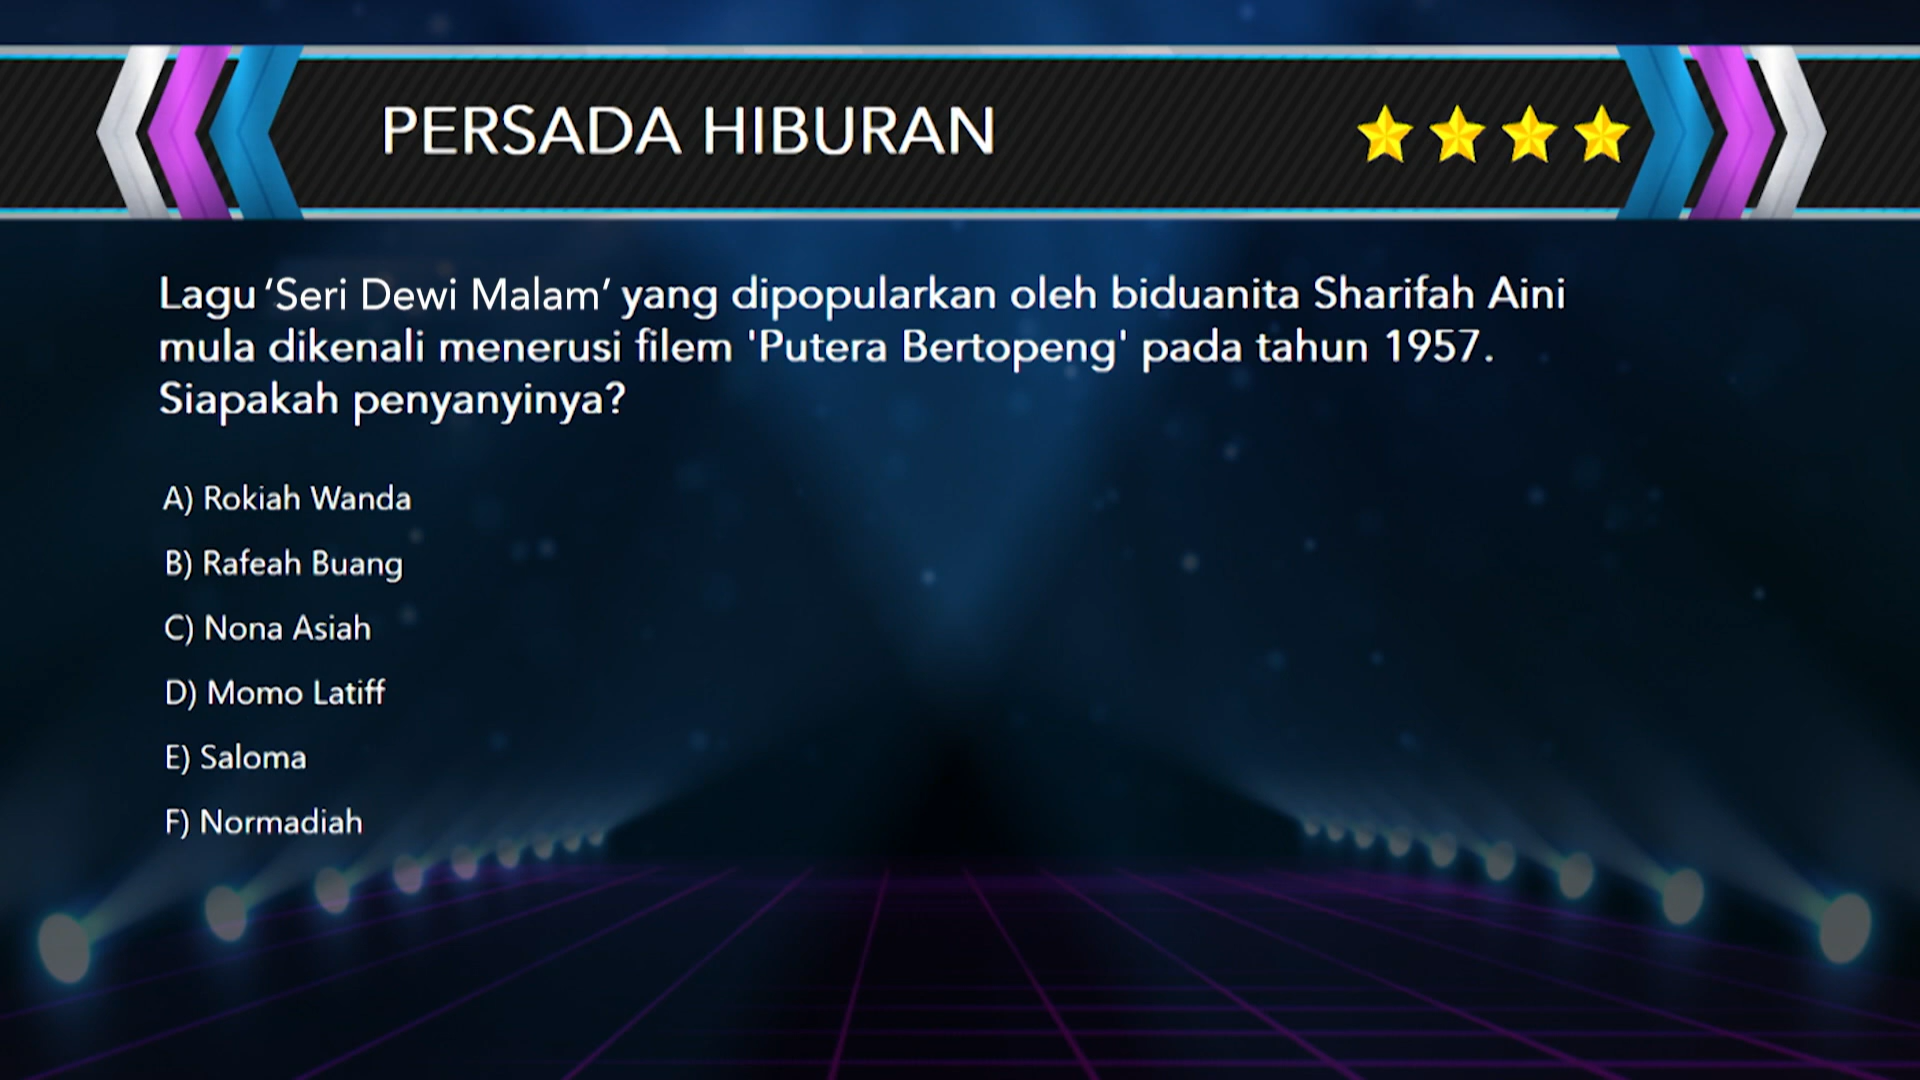 PERSADA HIBURAN
Lagu ‘Seri Dewi Malam’ yang dipopularkan oleh biduanita Sharifah Aini
mula dikenali menerusi filem 'Putera Bertopeng' pada tahun 1957.
Siapakah penyanyinya?
A) Rokiah Wanda
B) Rafeah Buang
C) Nona Asiah
D) Momo Latiff
E) Saloma
F) Normadiah